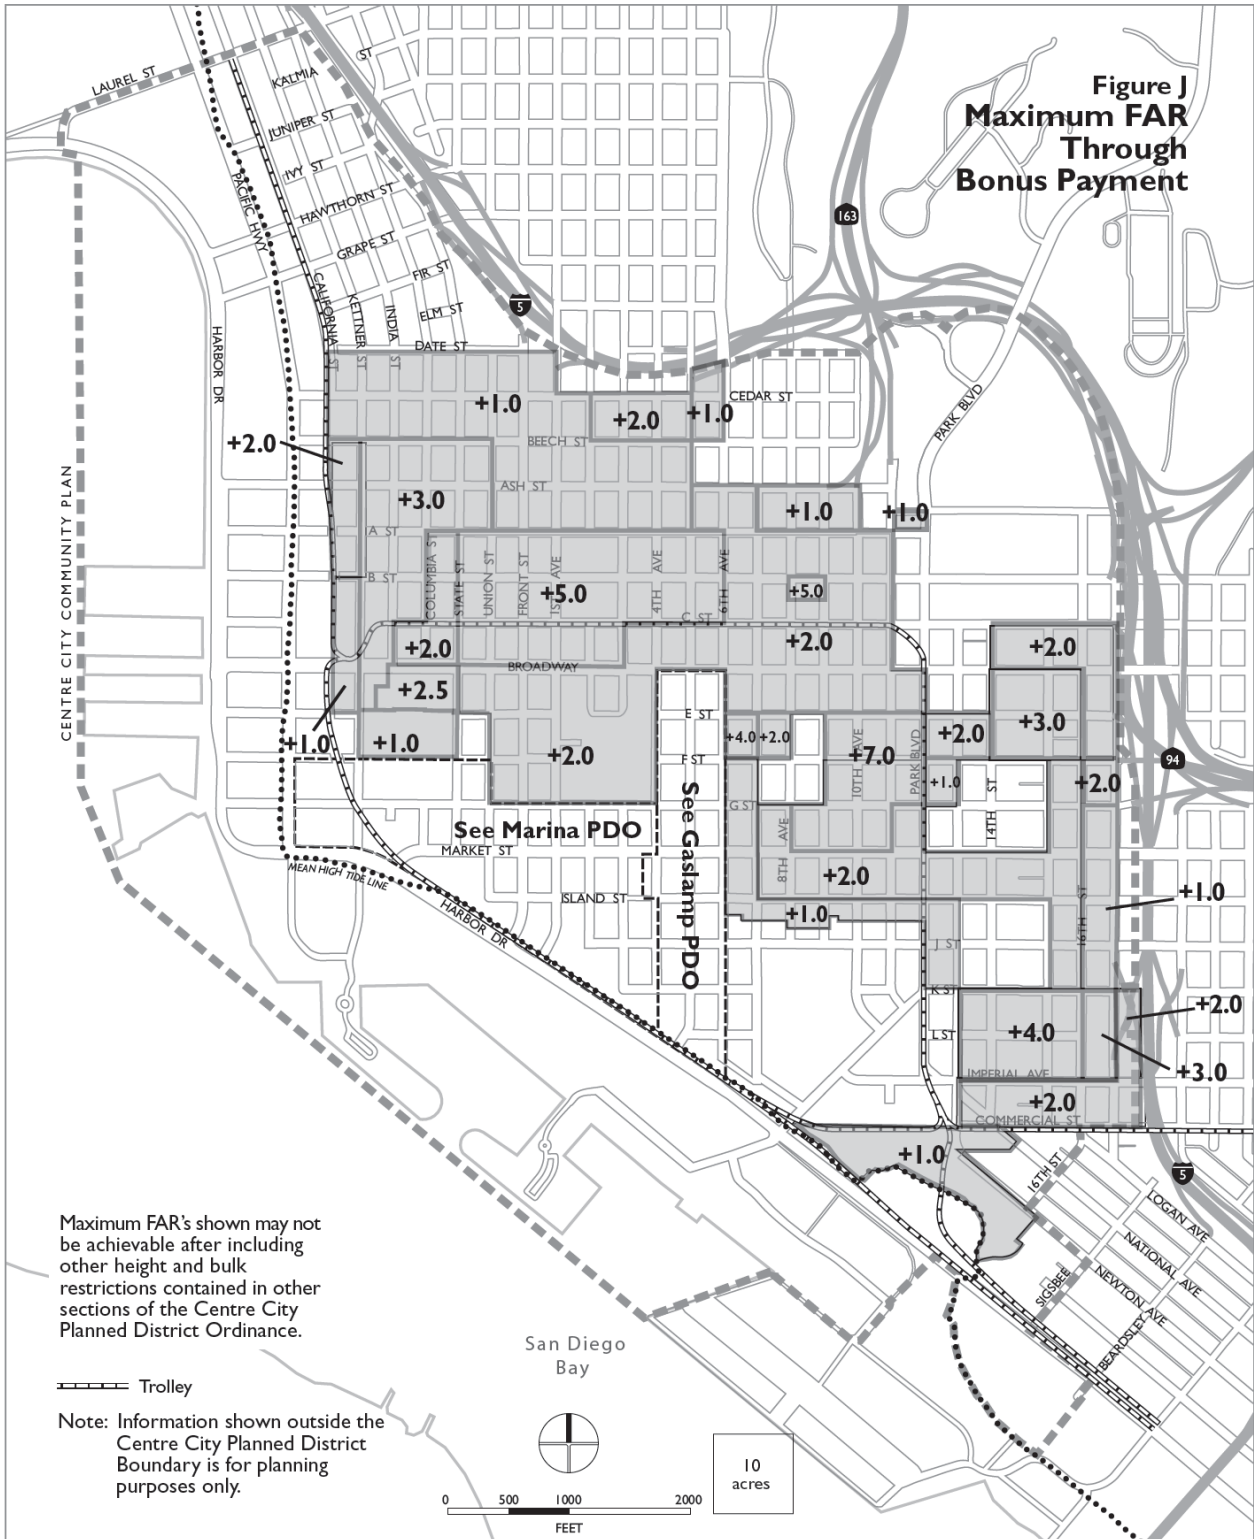 Figure J
Maximum FAR
Through
Bonus Payment
LAUREL ST
ST
KALMIA
JUNIPER ST
IVY ST
HAWTHORN ST
GRAPE ST
FIR ST
ELM ST
DATE ST
PACIFIC HWY
CALIFORNIA ST
KETTNER ST
INDIA ST
HARBOR DR
163
5
CEDAR ST
PARK BLVD
+1.0
+2.0
+1.0
BEECH ST
+2.0
+3.0
ASH ST
+1.0
+1.0
A ST
B ST
COLUMBIA ST
STATE ST
UNION ST
FRONT ST
1ST AVE
4TH AVE
6TH AVE
+5.0
+5.0
C ST
CENTRE CITY COMMUNITY PLAN
+2.0
+2.0
+2.0
BROADWAY
+2.5
E ST
+3.0
+1.0
+1.0
+2.0
+4.0
+2.0
10TH AVE
+7.0
PARK BLVD
+2.0
F ST
94
+1.0
14TH ST
+2.0
G ST
See Marina PDO
See Gaslamp PDO
MARKET ST
8TH AVE
MEAN HIGH TIDE LINE
+2.0
ISLAND ST
16TH ST
+1.0
HARBOR DR
+1.0
J ST
K ST
+2.0
L ST
+4.0
+3.0
IMPERIAL AVE
+2.0
COMMERCIAL ST
+1.0
16TH ST
5
LOGAN AVE
NATIONAL AVE
NEWTON AVE
SIGSBEE
BEARDSLEY
Maximum FAR's shown may not
be achievable after including
other height and bulk
restrictions contained in other
sections of the Centre City
Planned District Ordinance.
San Diego
Bay
Trolley
Note: Information shown outside the
Centre City Planned District
Boundary is for planning
purposes only.
10
acres
0 500 1000 2000
FEET